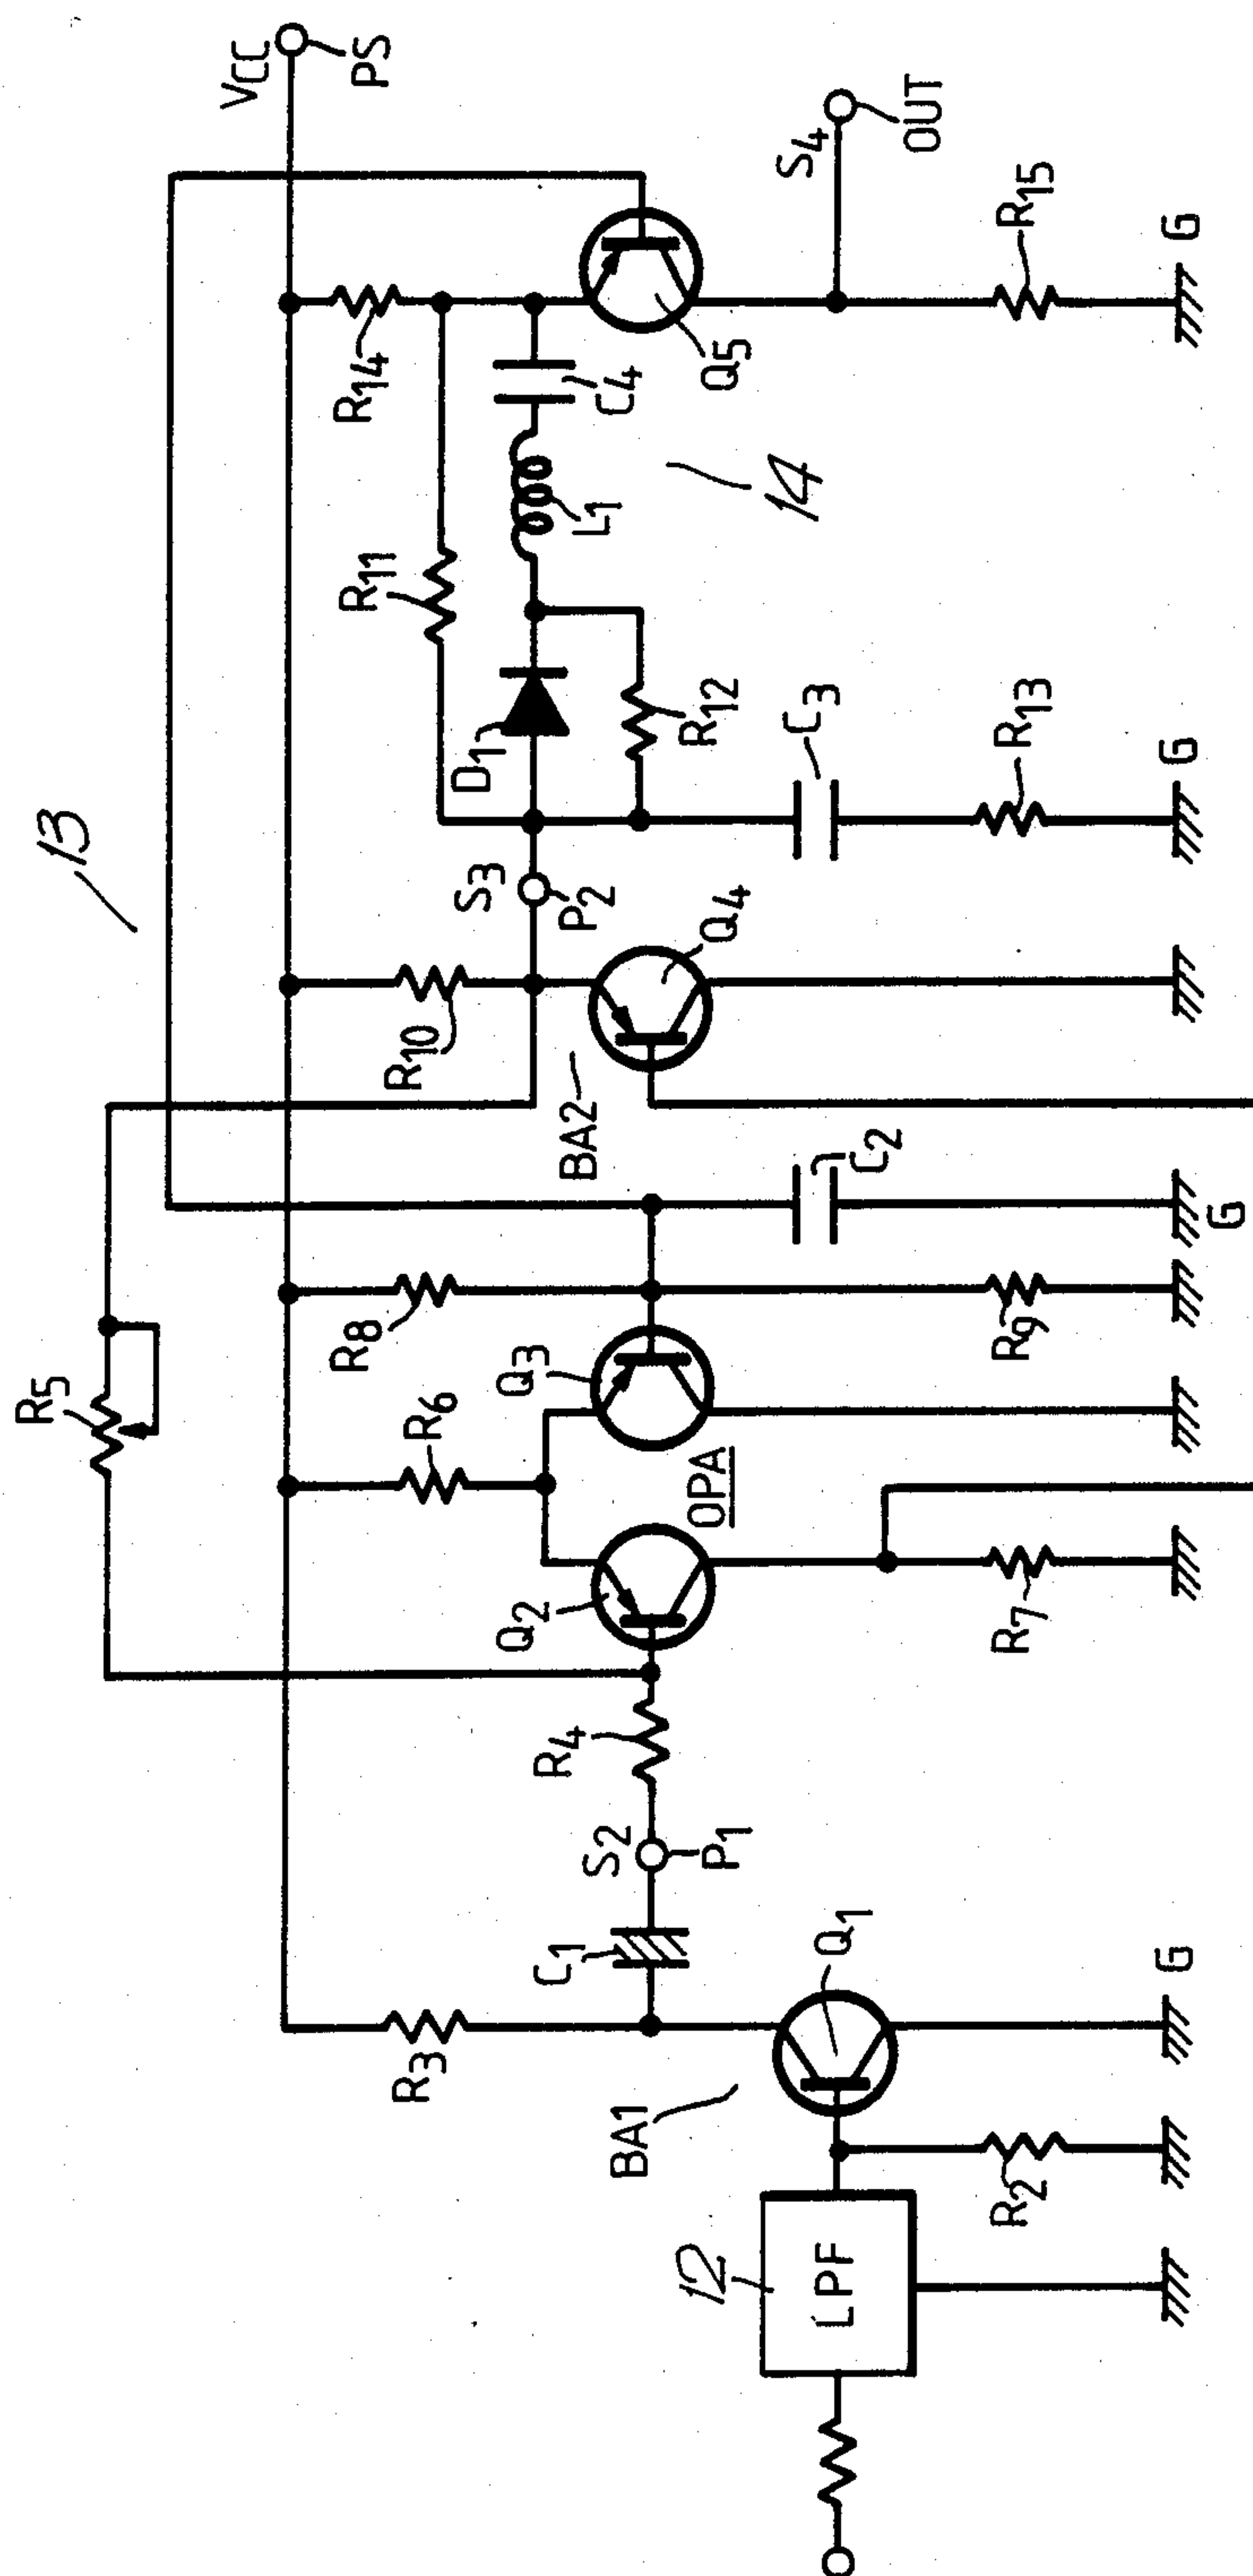 13
VCC
PS
R5
R8
R6
R10
R11
R14
S4
OUT
R3
C1
S2
P1
R4
Q2
OPA
Q3
BA2
Q4
S3
P2
D1
R12
L1
C4
14
Q5
BA1
Q1
12
LPF
R2
G
R7
R9
C2
G
C3
R13
G
R15
G